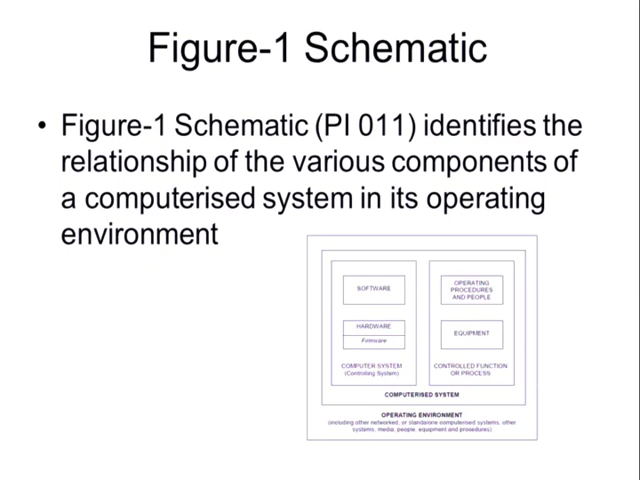 Figure-1 Schematic
• Figure-1 Schematic (PI 011) identifies the
relationship of the various components of
a computerised system in its operating
environment
SOFTWARE
HARDWARE
Firmware
COMPUTER SYSTEM
(Controlling System)
OPERATING
PROCEDURES
AND PEOPLE
EQUIPMENT
CONTROLLED FUNCTION
OR PROCESS
COMPUTERISED SYSTEM
OPERATING ENVIRONMENT
(including other networked, or standalone computerised systems, other
systems, media, people, equipment and procedures)